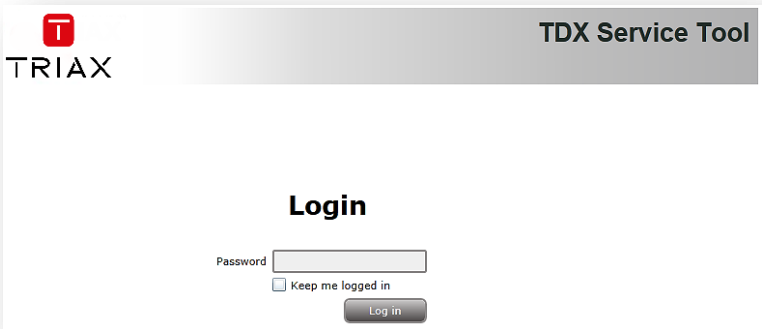 T
TRIAX
TDX Service Tool
Login
Password
Keep me logged in
Log in